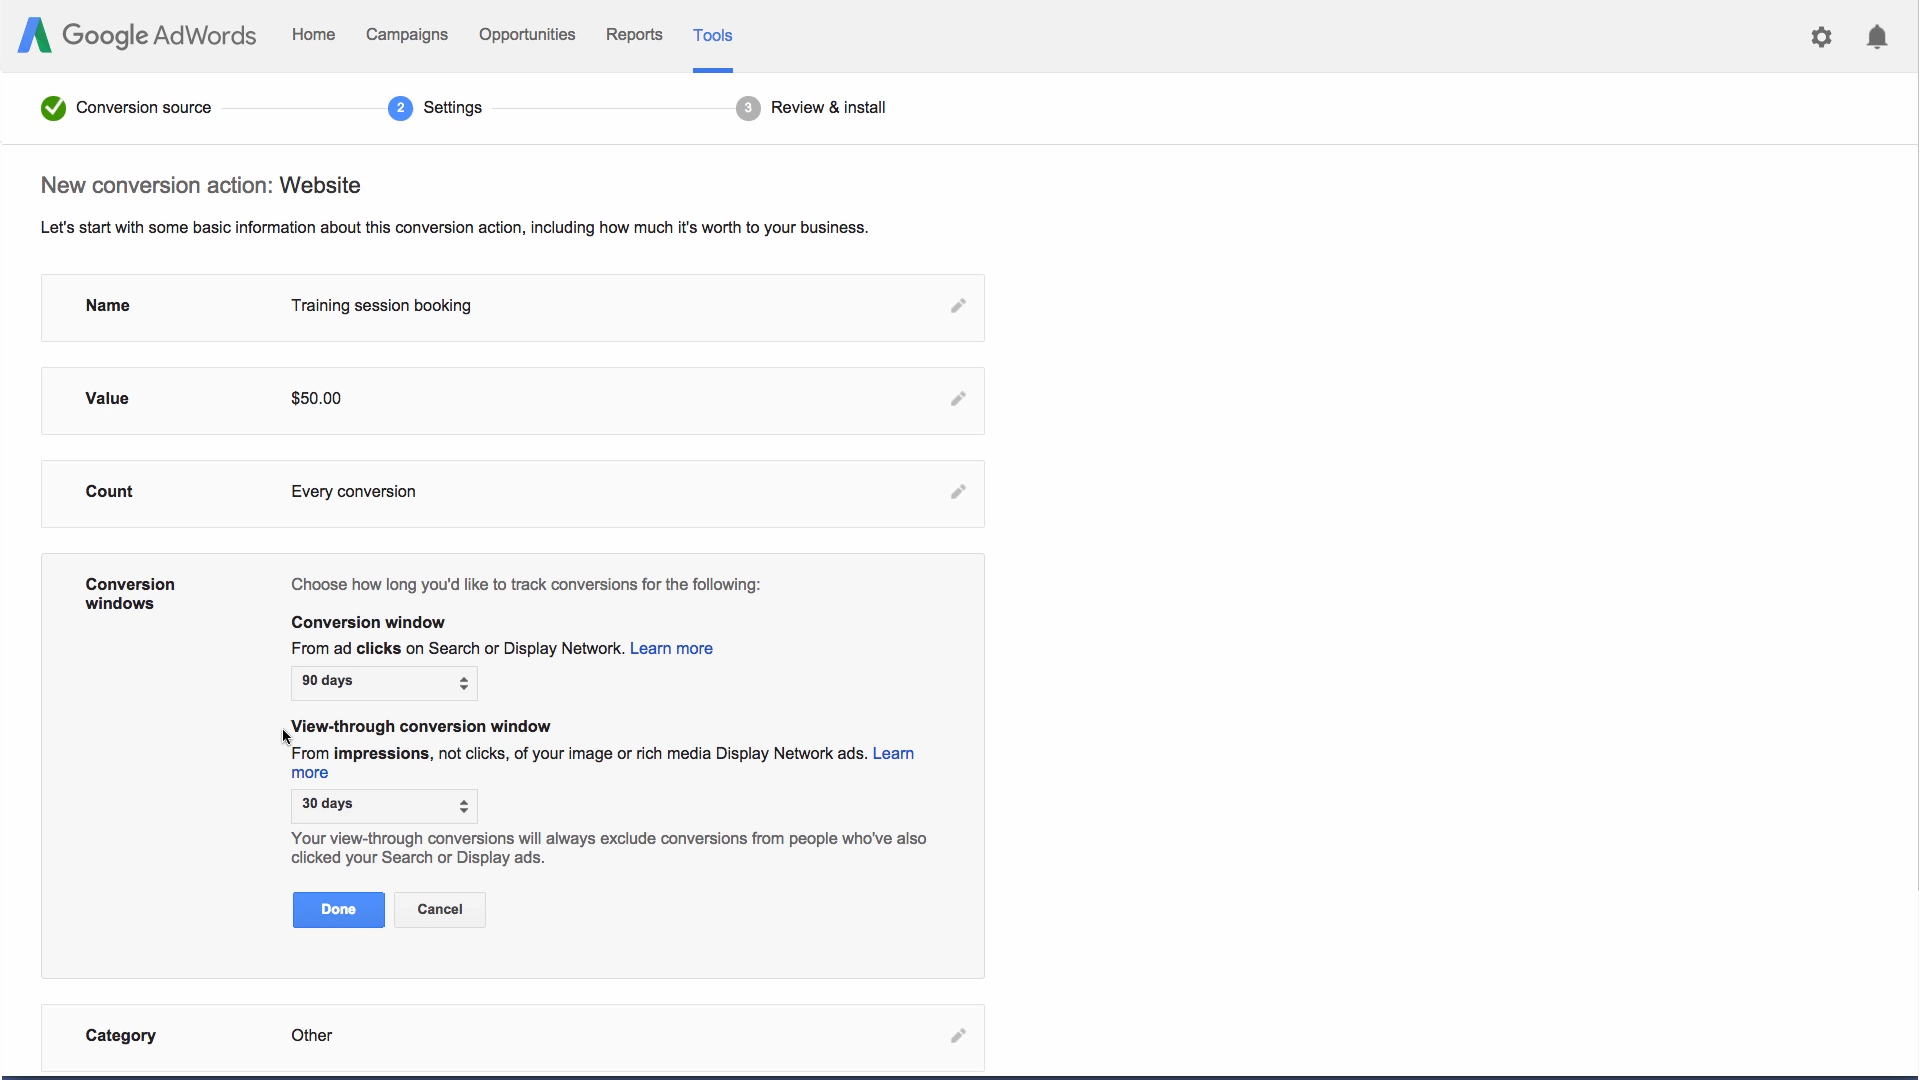 Google AdWords Home Campaigns Opportunities Reports Tools
Conversion source 2 Settings 3 Review & install
New conversion action: Website
Let's start with some basic information about this conversion action, including how much it's worth to your business.
Name Training session booking
Value $50.00
Count Every conversion
Conversion windows
Choose how long you'd like to track conversions for the following:
Conversion window
From ad clicks on Search or Display Network. Learn more
90 days
View-through conversion window
From impressions, not clicks, of your image or rich media Display Network ads. Learn
more
30 days
Your view-through conversions will always exclude conversions from people who've also
clicked your Search or Display ads.
Done Cancel
Category Other